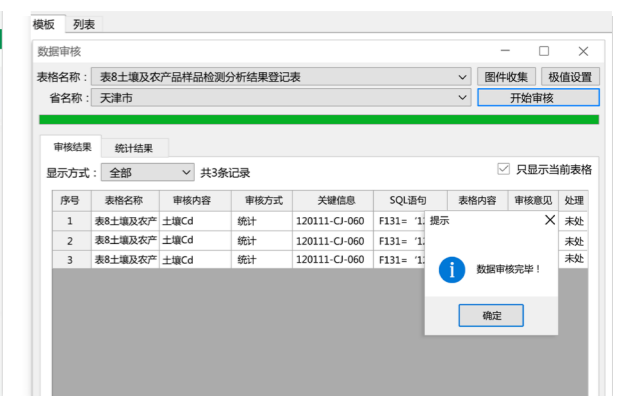 模板 列表
数据审核
表格名称： 表8土壤及农产品样品检测分析结果登记表 图件收集 极值设置
省名称： 天津市 开始审核
审核结果 统计结果
显示方式： 全部 共3条记录 只显示当前表格
序号 表格名称 审核内容 审核方式 关键信息 SQL语句 表格内容 审核意见 处理
1 表8土壤及农产 土壤Cd 统计 120111-CJ-060 F131= 未处
2 表8土壤及农产 土壤Cd 统计 120111-CJ-060 F131= 未处
3 表8土壤及农产 土壤Cd 统计 120111-CJ-060 F131= 未处
提示
数据审核完毕！
确定